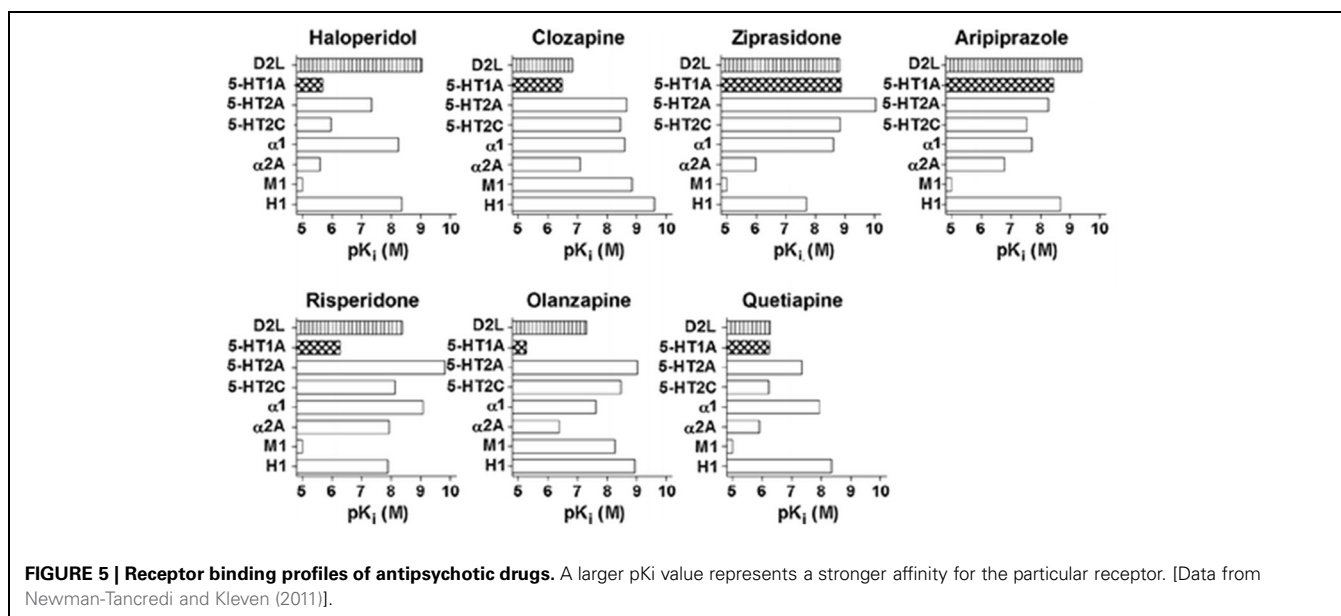 Haloperidol
D2L
5-HT1A
5-HT2A
5-HT2C
α1
α2A
M1
H1
5 6 7 8 9 10
pKi (M)
Clozapine
D2L
5-HT1A
5-HT2A
5-HT2C
α1
α2A
M1
H1
5 6 7 8 9 10
pKi (M)
Ziprasidone
D2L
5-HT1A
5-HT2A
5-HT2C
α1
α2A
M1
H1
5 6 7 8 9 10
pKi. (M)
Aripiprazole
D2L
5-HT1A
5-HT2A
5-HT2C
α1
α2A
M1
H1
5 6 7 8 9 10
pKi (M)
Risperidone
D2L
5-HT1A
5-HT2A
5-HT2C
α1
α2A
M1
H1
5 6 7 8 9 10
pKi (M)
Olanzapine
D2L
5-HT1A
5-HT2A
5-HT2C
α1
α2A
M1
H1
5 6 7 8 9 10
pKi (M)
Quetiapine
D2L
5-HT1A
5-HT2A
5-HT2C
α1
α2A
M1
H1
5 6 7 8 9 10
pKi (M)
FIGURE 5 | Receptor binding profiles of antipsychotic drugs. A larger pKi value represents a stronger affinity for the particular receptor. [Data from
Newman-Tancredi and Kleven (2011)].